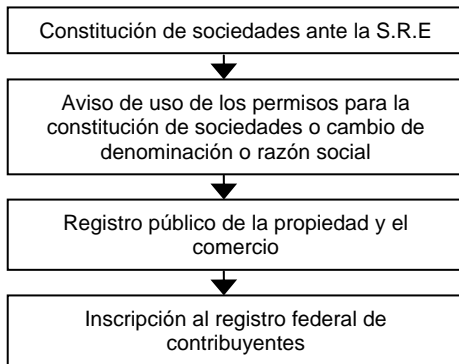 Constitución de sociedades ante la S.R.E
Aviso de uso de los permisos para la
constitución de sociedades o cambio de
denominación o razón social
Registro público de la propiedad y el
comercio
Inscripción al registro federal de
contribuyentes